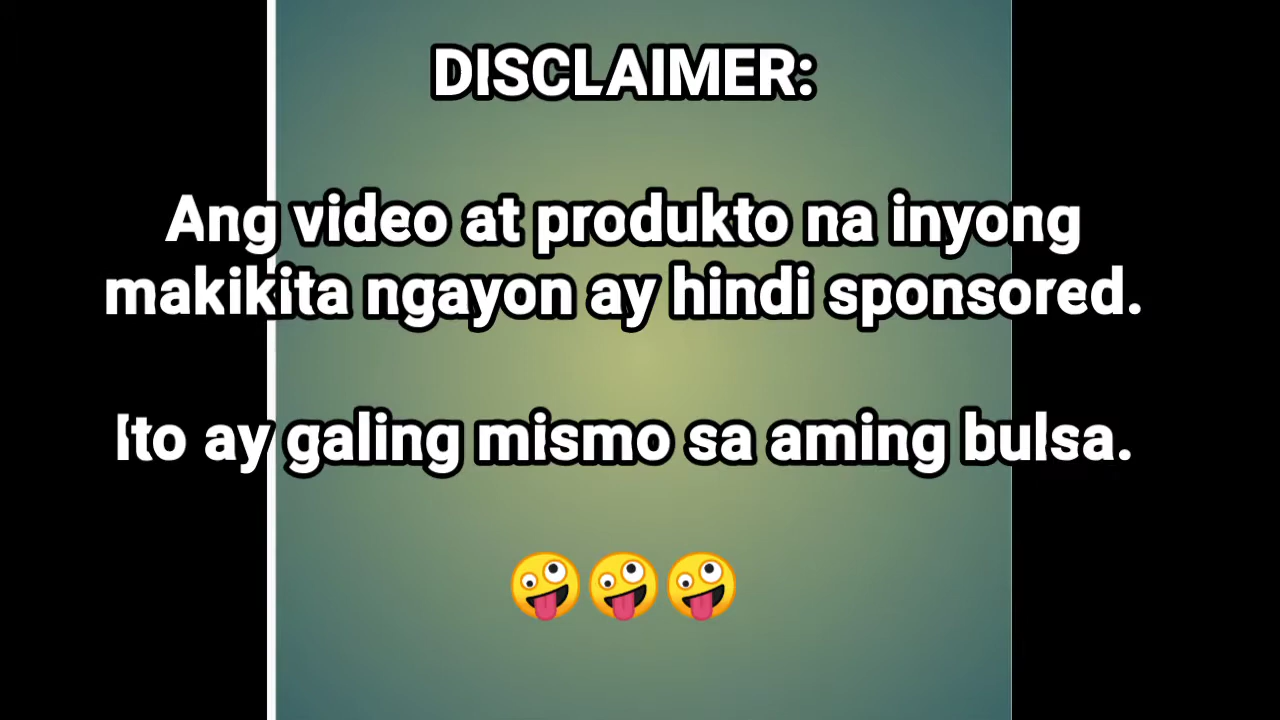 DISCLAIMER:
Ang video at produkto na inyong
makikita ngayon ay hindi sponsored.
Ito ay galing mismo sa aming bulsa.
🤪🤪🤪